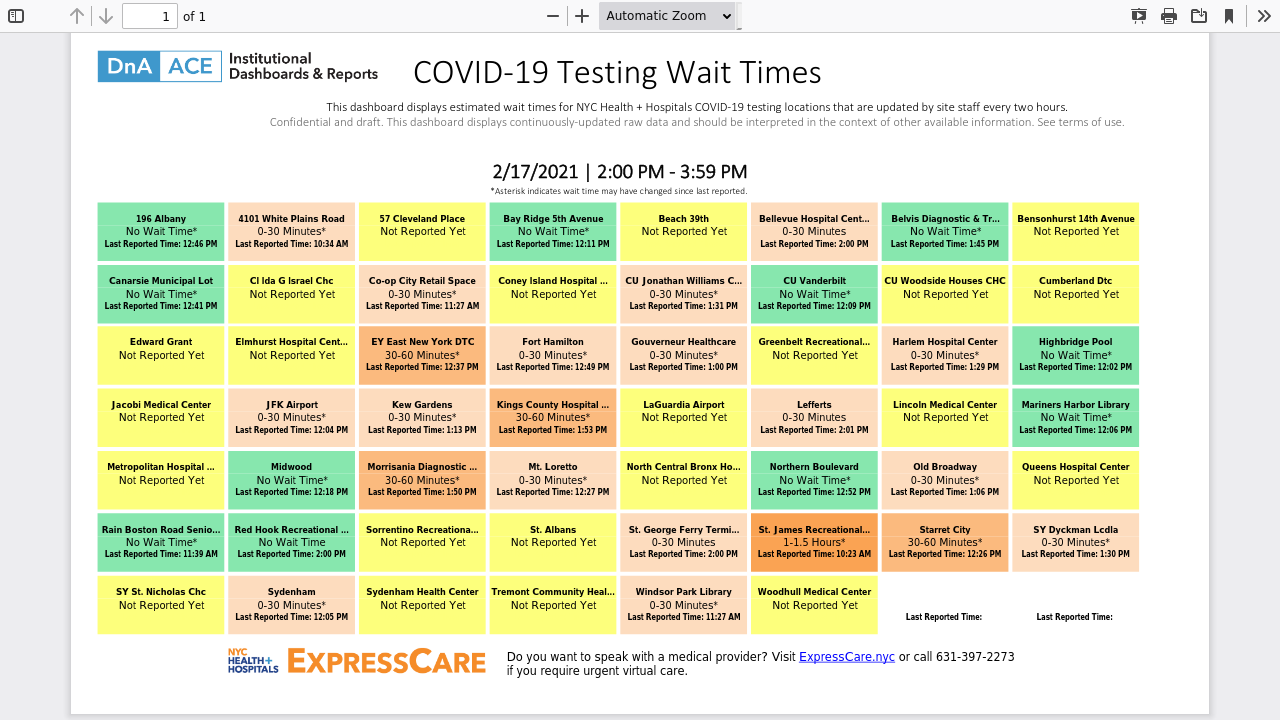 1 of 1 Automatic Zoom
DnA ACE Institutional Dashboards & Reports
COVID-19 Testing Wait Times
This dashboard displays estimated wait times for NYC Health + Hospitals COVID-19 testing locations that are updated by site staff every two hours.
Confidential and draft. This dashboard displays continuously-updated raw data and should be interpreted in the context of other available information. See terms of use.
2/17/2021 | 2:00 PM - 3:59 PM
*Asterisk indicates wait time may have changed since last reported.
196 Albany
No Wait Time*
Last Reported Time: 12:46 PM
4101 White Plains Road
0-30 Minutes*
Last Reported Time: 10:34 AM
57 Cleveland Place
Not Reported Yet
Bay Ridge 5th Avenue
No Wait Time*
Last Reported Time: 12:11 PM
Beach 39th
Not Reported Yet
Bellevue Hospital Cent...
0-30 Minutes
Last Reported Time: 2:00 PM
Belvis Diagnostic & Tr...
No Wait Time*
Last Reported Time: 1:45 PM
Bensonhurst 14th Avenue
Not Reported Yet
Canarsie Municipal Lot
No Wait Time*
Last Reported Time: 12:41 PM
CI Ida G Israel Chc
Not Reported Yet
Co-op City Retail Space
0-30 Minutes*
Last Reported Time: 11:27 AM
Coney Island Hospital ...
Not Reported Yet
CU Jonathan Williams C...
0-30 Minutes*
Last Reported Time: 1:31 PM
CU Vanderbilt
No Wait Time*
Last Reported Time: 12:09 PM
CU Woodside Houses CHC
Not Reported Yet
Cumberland Dtc
Not Reported Yet
Edward Grant
Not Reported Yet
Elmhurst Hospital Cent...
Not Reported Yet
EY East New York DTC
30-60 Minutes*
Last Reported Time: 12:37 PM
Fort Hamilton
0-30 Minutes*
Last Reported Time: 12:49 PM
Gouverneur Healthcare
0-30 Minutes*
Last Reported Time: 1:00 PM
Greenbelt Recreational...
Not Reported Yet
Harlem Hospital Center
0-30 Minutes*
Last Reported Time: 1:29 PM
Highbridge Pool
No Wait Time*
Last Reported Time: 12:02 PM
Jacobi Medical Center
Not Reported Yet
JFK Airport
0-30 Minutes*
Last Reported Time: 12:04 PM
Kew Gardens
0-30 Minutes*
Last Reported Time: 1:13 PM
Kings County Hospital ...
30-60 Minutes*
Last Reported Time: 1:53 PM
LaGuardia Airport
Not Reported Yet
Lefferts
0-30 Minutes
Last Reported Time: 2:01 PM
Lincoln Medical Center
Not Reported Yet
Mariners Harbor Library
No Wait Time*
Last Reported Time: 12:06 PM
Metropolitan Hospital ...
Not Reported Yet
Midwood
No Wait Time*
Last Reported Time: 12:18 PM
Morrisania Diagnostic ...
30-60 Minutes*
Last Reported Time: 1:50 PM
Mt. Loretto
0-30 Minutes*
Last Reported Time: 12:27 PM
North Central Bronx Ho...
Not Reported Yet
Northern Boulevard
No Wait Time*
Last Reported Time: 12:52 PM
Old Broadway
0-30 Minutes*
Last Reported Time: 1:06 PM
Queens Hospital Center
Not Reported Yet
Rain Boston Road Senio...
No Wait Time*
Last Reported Time: 11:39 AM
Red Hook Recreational ...
No Wait Time
Last Reported Time: 2:00 PM
Sorrentino Recreationa...
Not Reported Yet
St. Albans
Not Reported Yet
St. George Ferry Termi...
0-30 Minutes
Last Reported Time: 2:00 PM
St. James Recreational...
1-1.5 Hours*
Last Reported Time: 10:23 AM
Starret City
30-60 Minutes*
Last Reported Time: 12:26 PM
SY Dyckman Lcdla
0-30 Minutes*
Last Reported Time: 1:30 PM
SY St. Nicholas Chc
Not Reported Yet
Sydenham
0-30 Minutes*
Last Reported Time: 12:05 PM
Sydenham Health Center
Not Reported Yet
Tremont Community Heal...
Not Reported Yet
Windsor Park Library
0-30 Minutes*
Last Reported Time: 11:27 AM
Woodhull Medical Center
Not Reported Yet
Last Reported Time:
Last Reported Time:
NYC
HEALTH+
HOSPITALS
EXPRESSCARE
Do you want to speak with a medical provider? Visit ExpressCare.nyc or call 631-397-2273
if you require urgent virtual care.